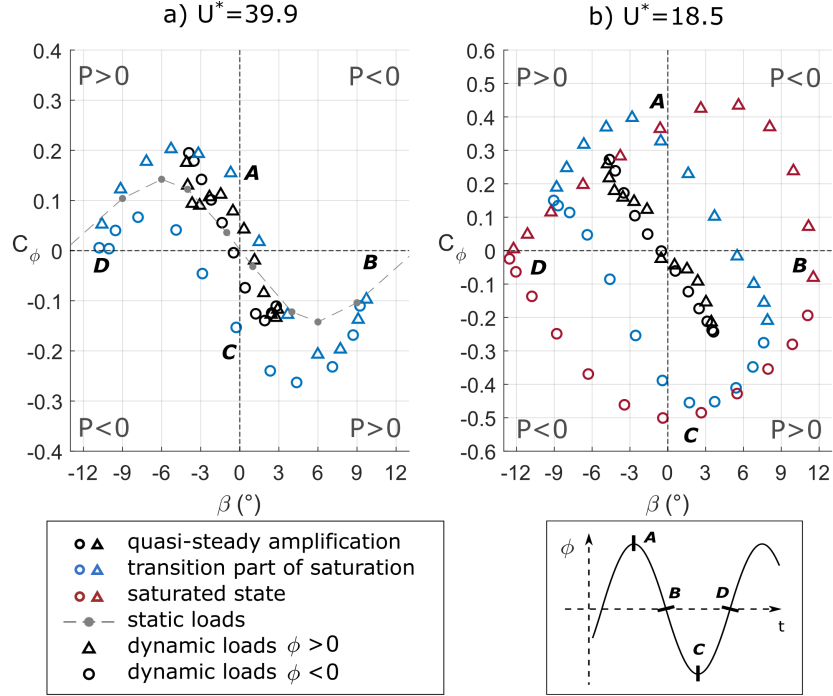 a) U*=39.9
b) U*=18.5
0.4
0.3
0.2
0.1
0
-0.1
-0.2
-0.3
-0.4
Cϕ
P>0
P<0
P<0
P>0
A
B
C
D
-12 -9 -6 -3 0 3 6 9 12
β (°)
0.6
0.5
0.4
0.3
0.2
0.1
0
-0.1
-0.2
-0.3
-0.4
-0.5
-0.6
Cϕ
P>0
P<0
P<0
P>0
A
B
C
D
-12 -9 -6 -3 0 3 6 9 12
β (°)
quasi-steady amplification
transition part of saturation
saturated state
static loads
dynamic loads ϕ >0
dynamic loads ϕ <0
ϕ
A
B
C
D
t